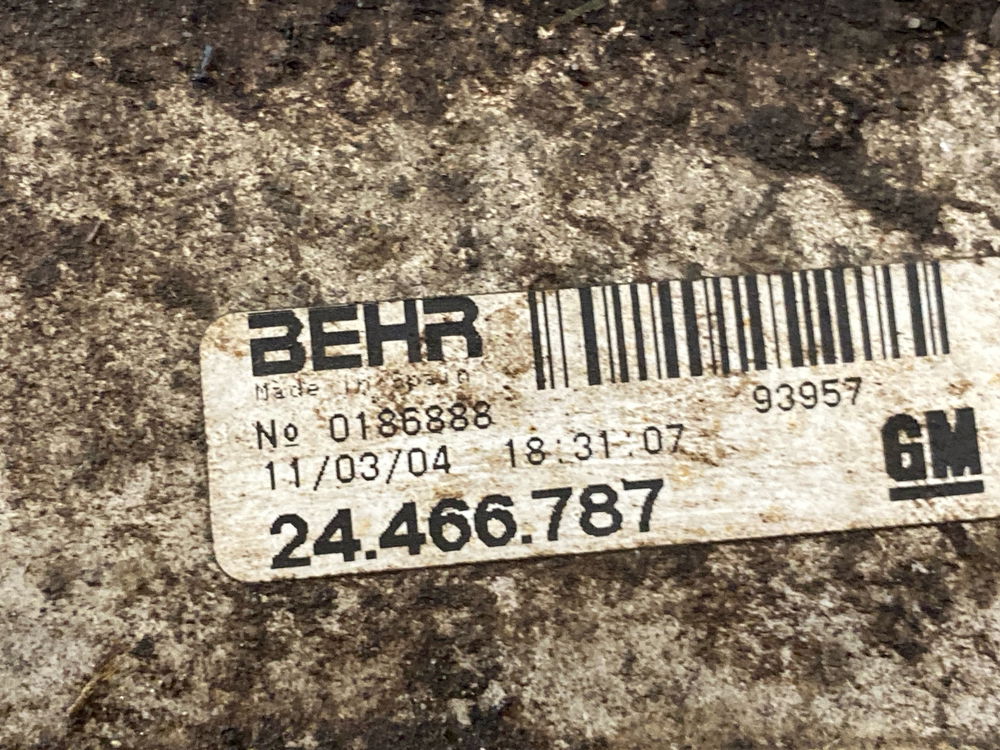 BEHR
Made in Spain
93957
№ 0186888
11/03/04 18:31:07
GM
24.466.787